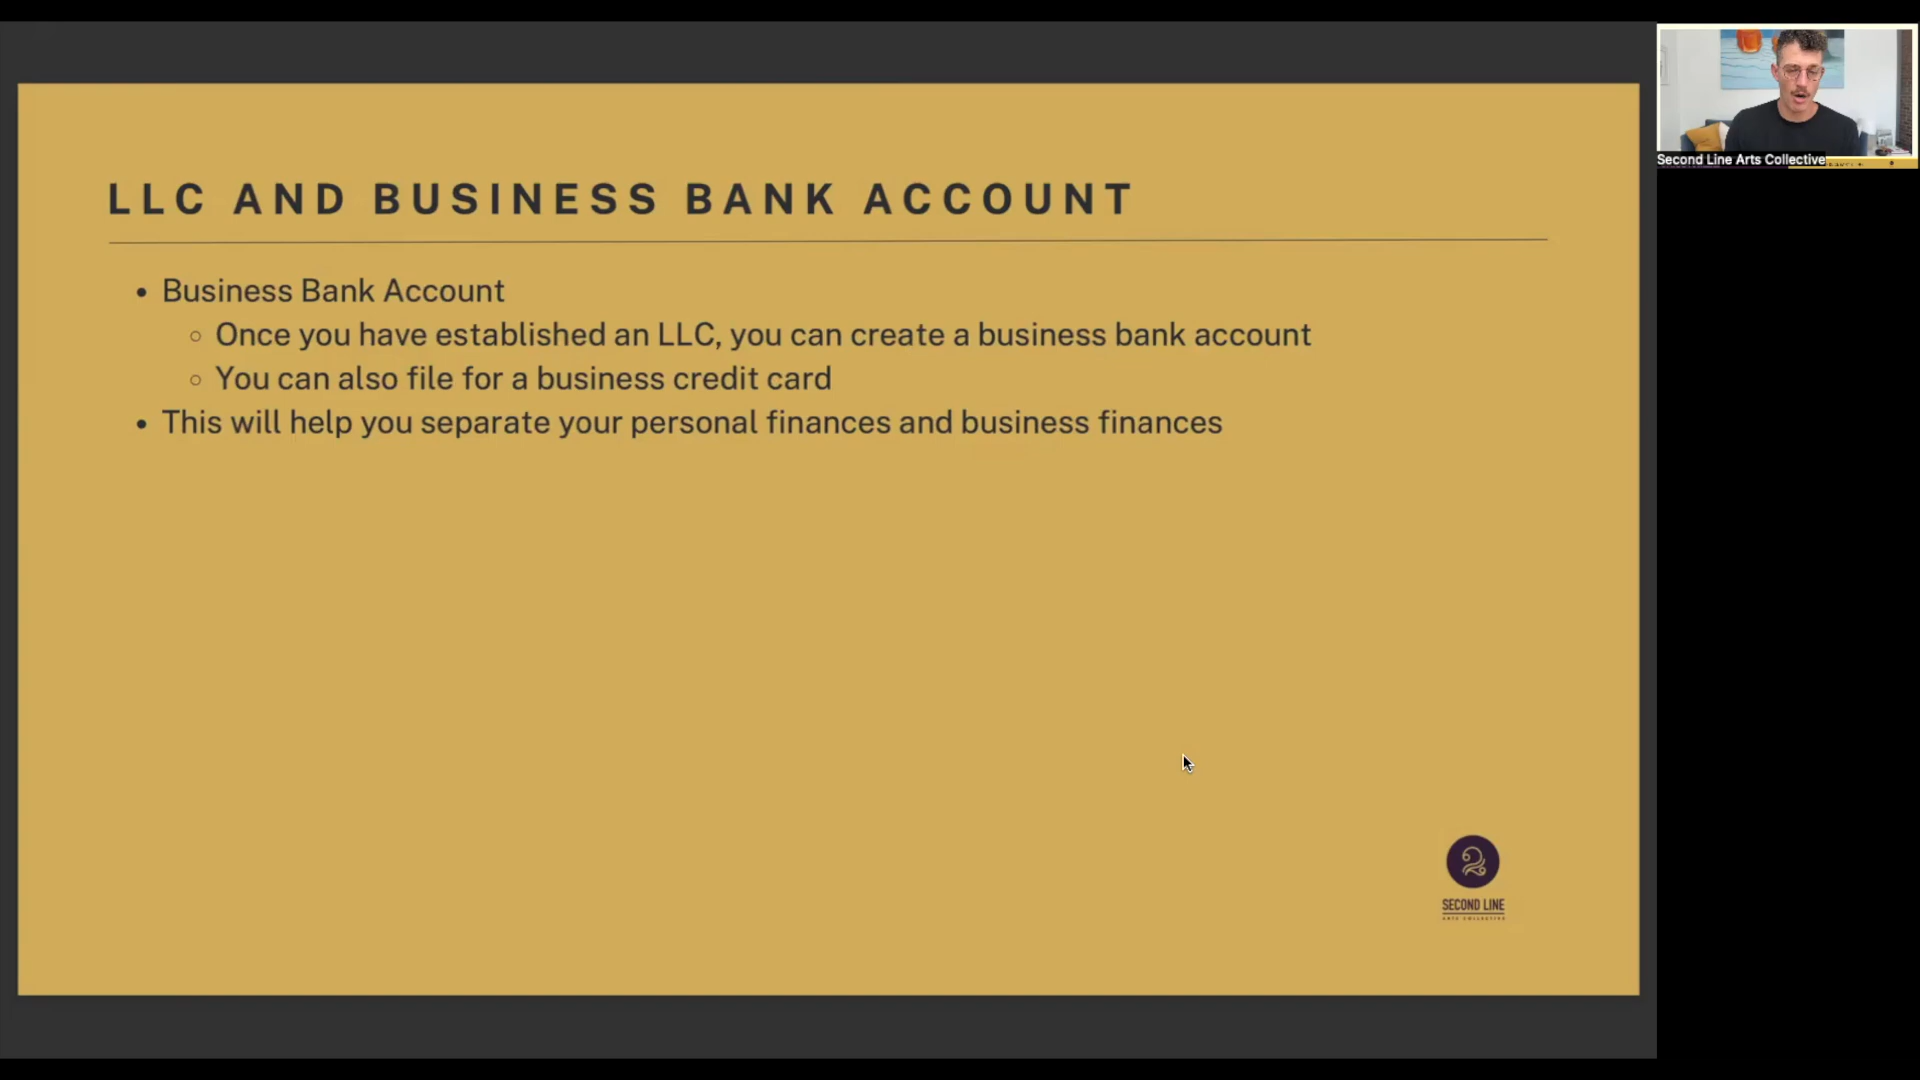 LLC AND BUSINESS BANK ACCOUNT
• Business Bank Account
○ Once you have established an LLC, you can create a business bank account
○ You can also file for a business credit card
• This will help you separate your personal finances and business finances
Second Line Arts Collective
SECOND LINE
ARTS COLLECTIVE